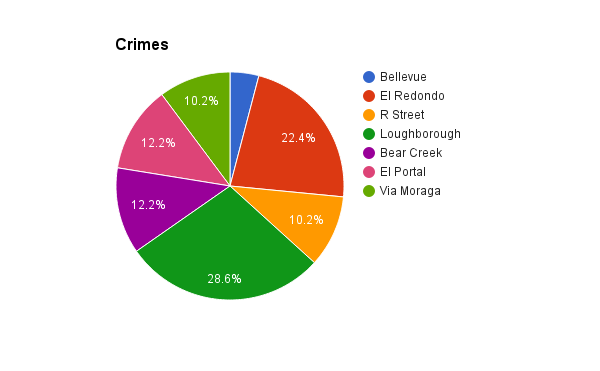 Crimes
Bellevue
El Redondo
R Street
Loughborough
Bear Creek
El Portal
Via Moraga
22.4%
10.2%
28.6%
12.2%
12.2%
10.2%